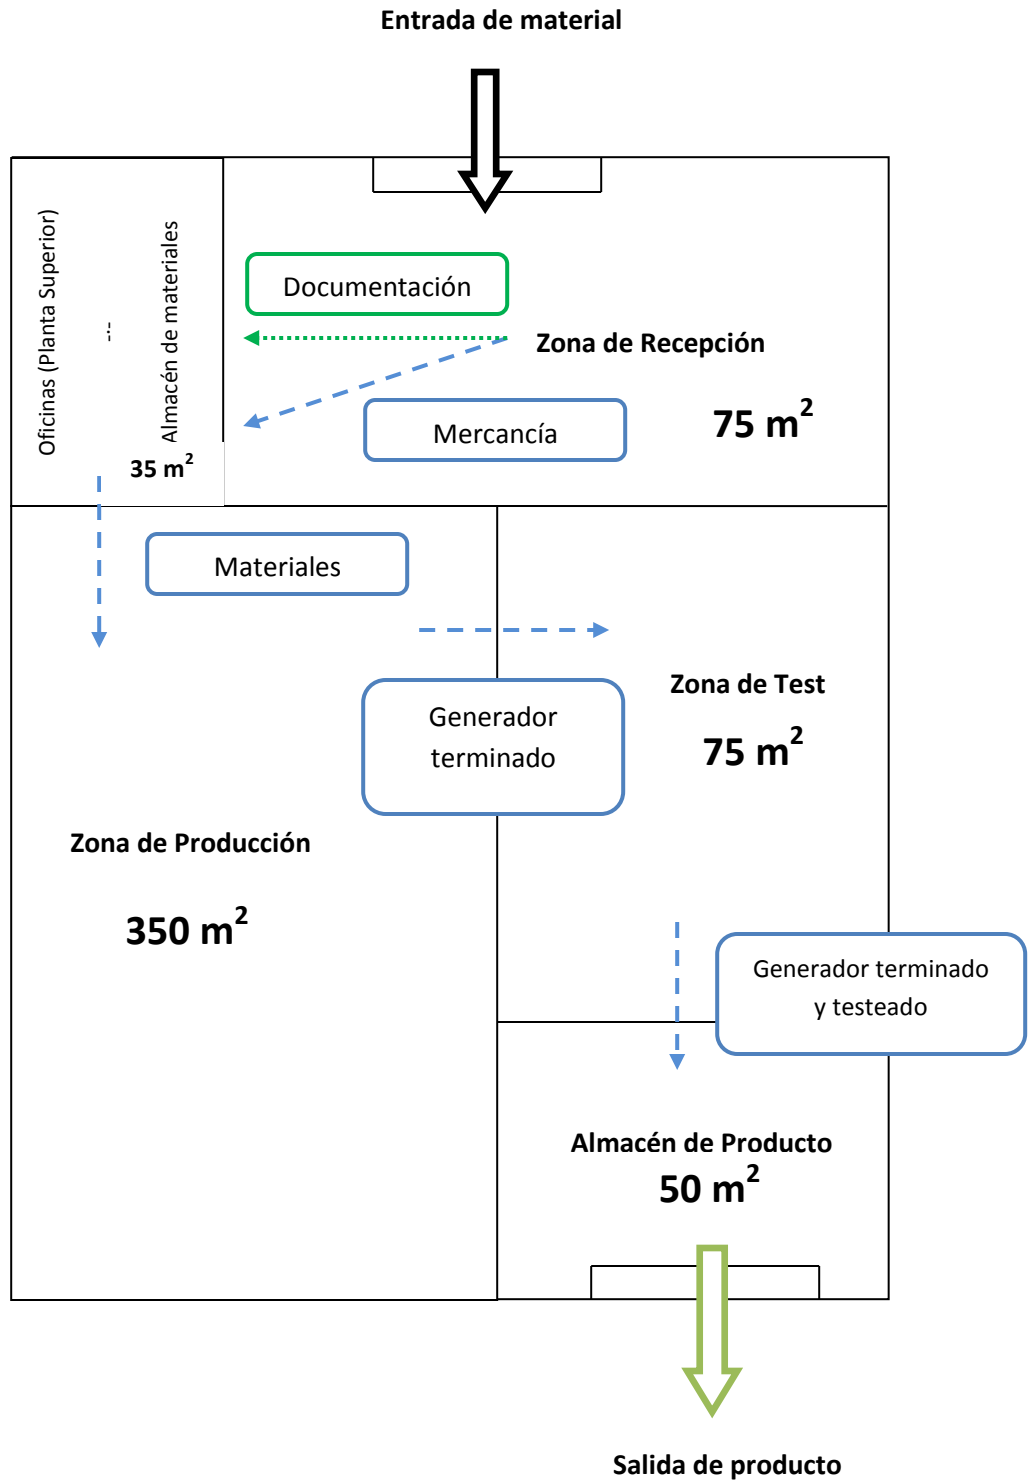 Entrada de material
Oficinas (Planta Superior)
Almacén de materiales
35 m²
Documentación
Zona de Recepción
75 m²
Mercancía
Materiales
Generador
terminado
Zona de Test
75 m²
Zona de Producción
350 m²
Generador terminado
y testeado
Almacén de Producto
50 m²
Salida de producto